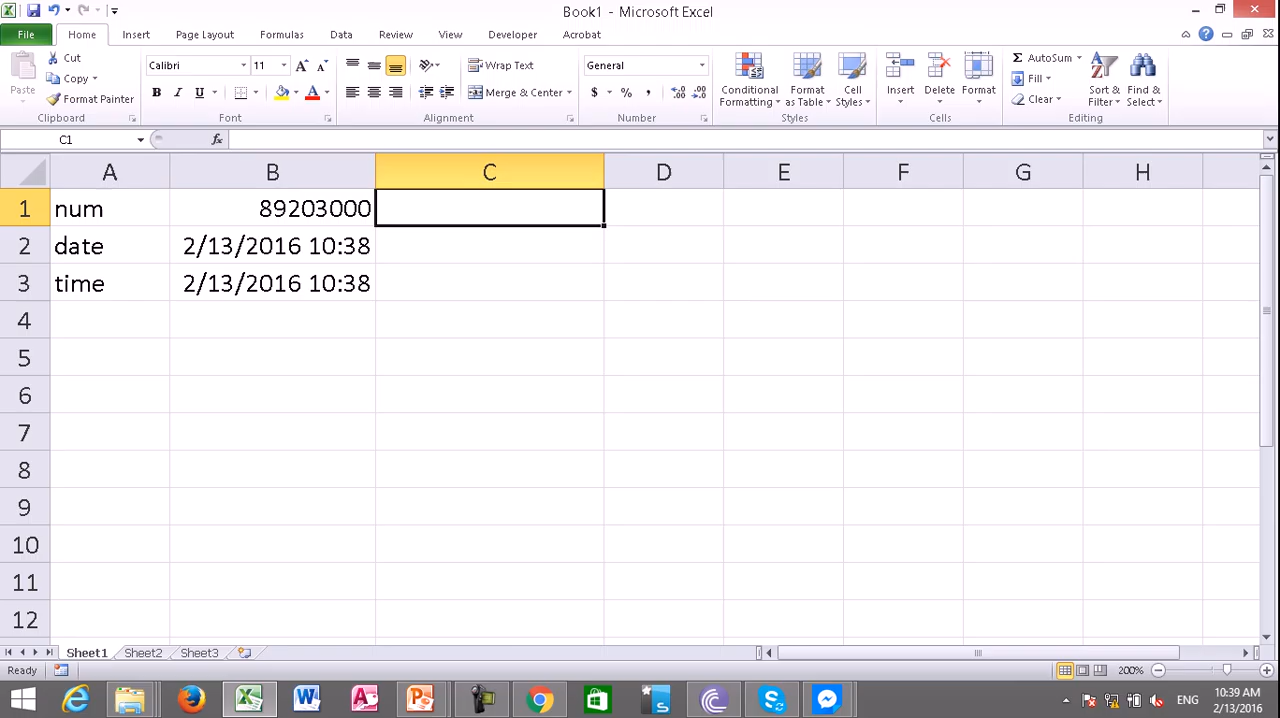 Book1 - Microsoft Excel
File Home Insert Page Layout Formulas Data Review View Developer Acrobat
Paste
Cut
Copy
Format Painter
Clipboard
Calibri 11
B I U
Font
Wrap Text
Merge & Center
Alignment
General
$ % ,
Number
Conditional Formatting
Format as Table
Cell Styles
Styles
Insert Delete Format
Cells
AutoSum
Fill
Clear
Sort & Filter
Find & Select
Editing
C1 fx
A B C D E F G H
1 num 89203000
2 date 2/13/2016 10:38
3 time 2/13/2016 10:38
4
5
6
7
8
9
10
11
12
Sheet1 Sheet2 Sheet3
Ready 200%
ENG 10:39 AM
2/13/2016